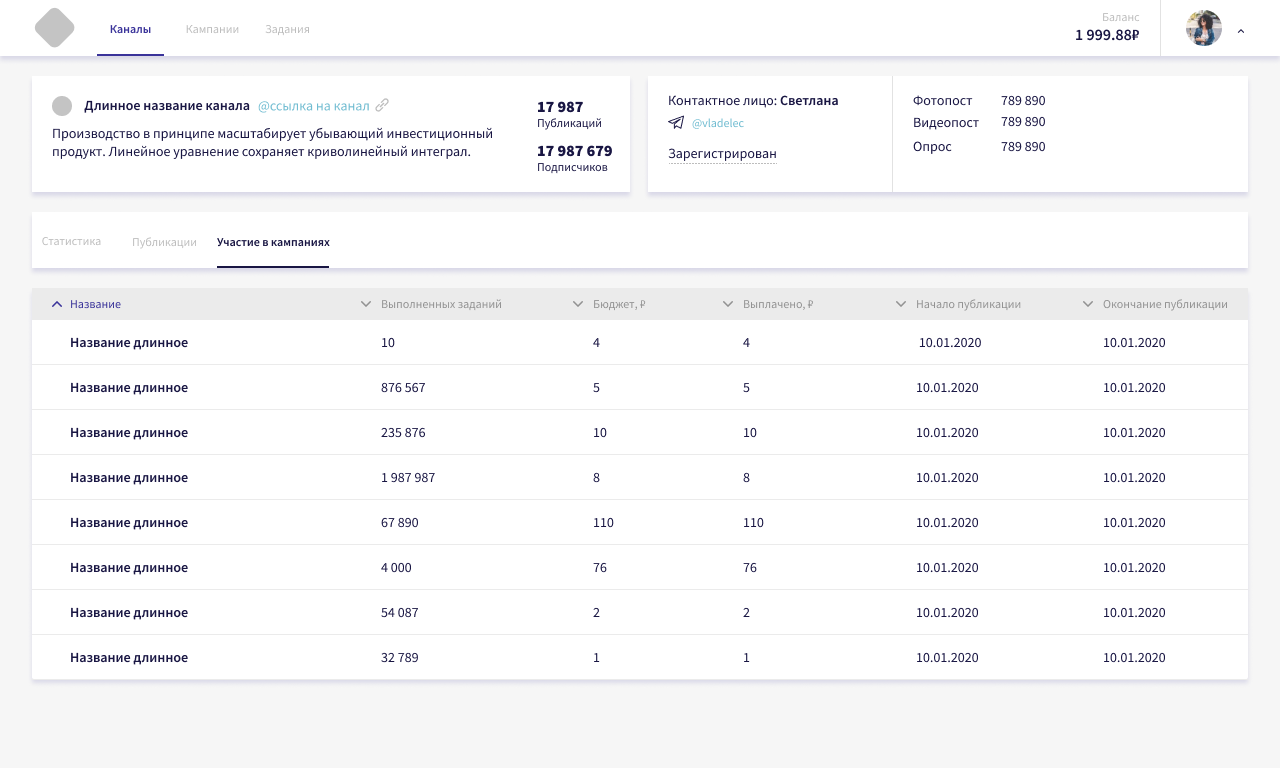 Каналы
Кампании
Задания
Баланс
1 999.88₽
Длинное название канала @ссылка на канал
Производство в принципе масштабирует убывающий инвестиционный
продукт. Линейное уравнение сохраняет криволинейный интеграл.
17 987
Публикаций
17 987 679
Подписчиков
Контактное лицо: Светлана
@vladelec
Зарегистрирован
Фотопост 789 890
Видеопост 789 890
Опрос 789 890
Статистика
Публикации
Участие в кампаниях
Название Выполненных заданий Бюджет, ₽ Выплачено, ₽ Начало публикации Окончание публикации
Название длинное 10 4 4 10.01.2020 10.01.2020
Название длинное 876 567 5 5 10.01.2020 10.01.2020
Название длинное 235 876 10 10 10.01.2020 10.01.2020
Название длинное 1 987 987 8 8 10.01.2020 10.01.2020
Название длинное 67 890 110 110 10.01.2020 10.01.2020
Название длинное 4 000 76 76 10.01.2020 10.01.2020
Название длинное 54 087 2 2 10.01.2020 10.01.2020
Название длинное 32 789 1 1 10.01.2020 10.01.2020